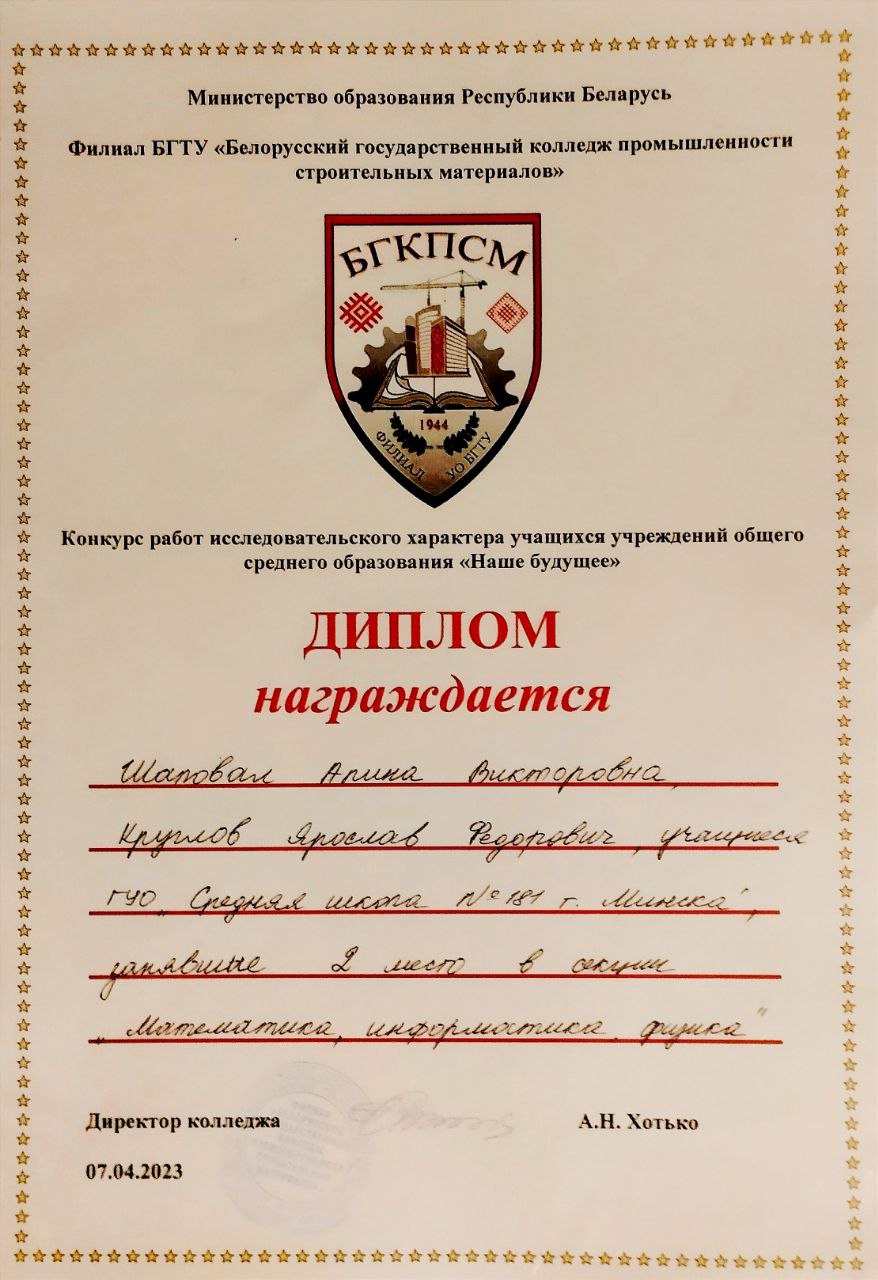 Министерство образования Республики Беларусь
Филиал БГТУ «Белорусский государственный колледж промышленности
строительных материалов»
БГКПСМ
1944
ФИЛИАЛ УО БГТУ
Конкурс работ исследовательского характера учащихся учреждений общего
среднего образования «Наше будущее»
ДИПЛОМ
награждается
Шаповал Алина Викторовна,
Круглов Ярослав Федорович, учащиеся
ГУО „Средняя школа №181 г. Минска",
занявшие 2 место в секции
„Математика, информатика, физика"
Директор колледжа А.Н. Хотько
07.04.2023